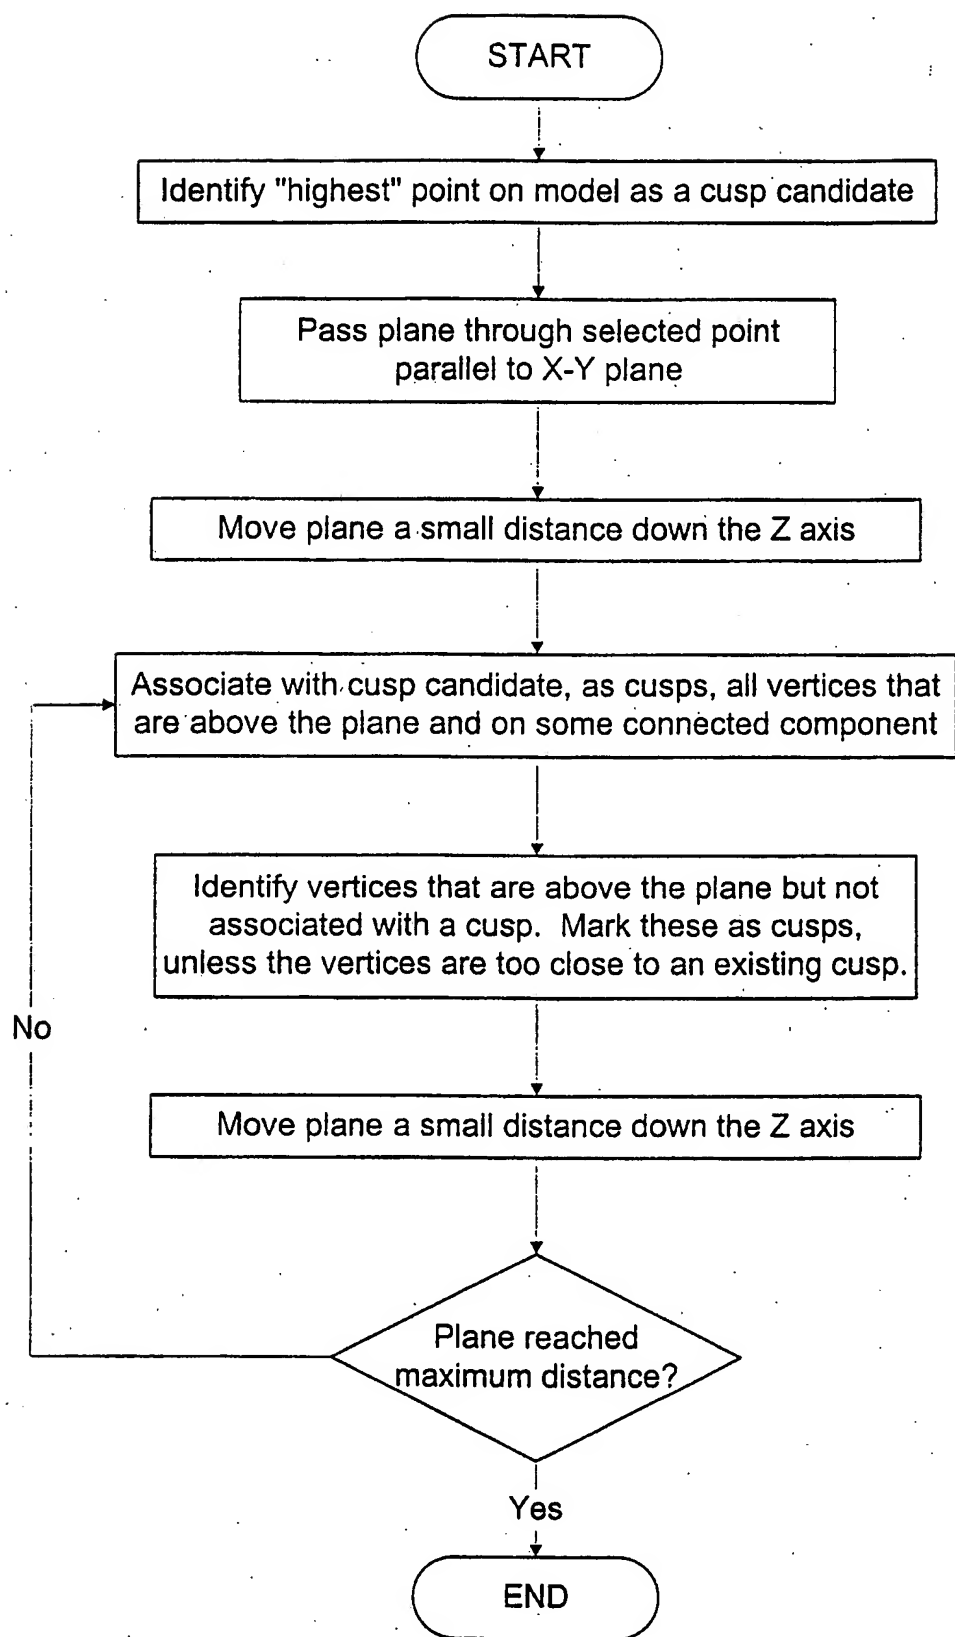 START
Identify "highest" point on model as a cusp candidate
Pass plane through selected point
parallel to X-Y plane
Move plane a small distance down the Z axis
Associate with cusp candidate, as cusps, all vertices that
are above the plane and on some connected component
Identify vertices that are above the plane but not
associated with a cusp. Mark these as cusps,
unless the vertices are too close to an existing cusp.
No
Move plane a small distance down the Z axis
Plane reached
maximum distance?
Yes
END